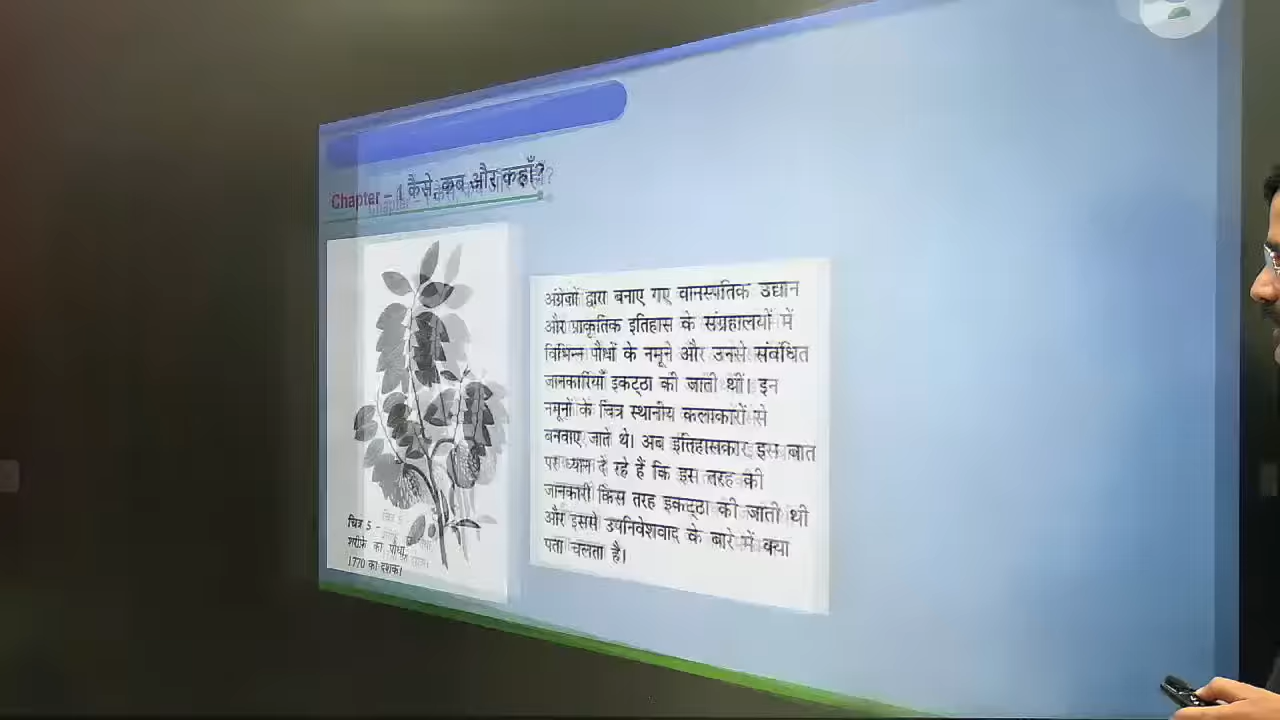 Chapter – 1 कैसे, कब और कहाँ?
चित्र 5 -
शरीफ़े का पौधा,
1770 का दशक।
अंग्रेज़ों द्वारा बनाए गए वानस्पतिक उद्यान
और प्राकृतिक इतिहास के संग्रहालयों में
विभिन्न पौधों के नमूने और उनसे संबंधित
जानकारियाँ इकट्ठा की जाती थीं। इन
नमूनों के चित्र स्थानीय कलाकारों से
बनवाए जाते थे। अब इतिहासकार इस बात
पर ध्यान दे रहे हैं कि इस तरह की
जानकारी किस तरह इकट्ठा की जाती थी
और इससे उपनिवेशवाद के बारे में क्या
पता चलता है।